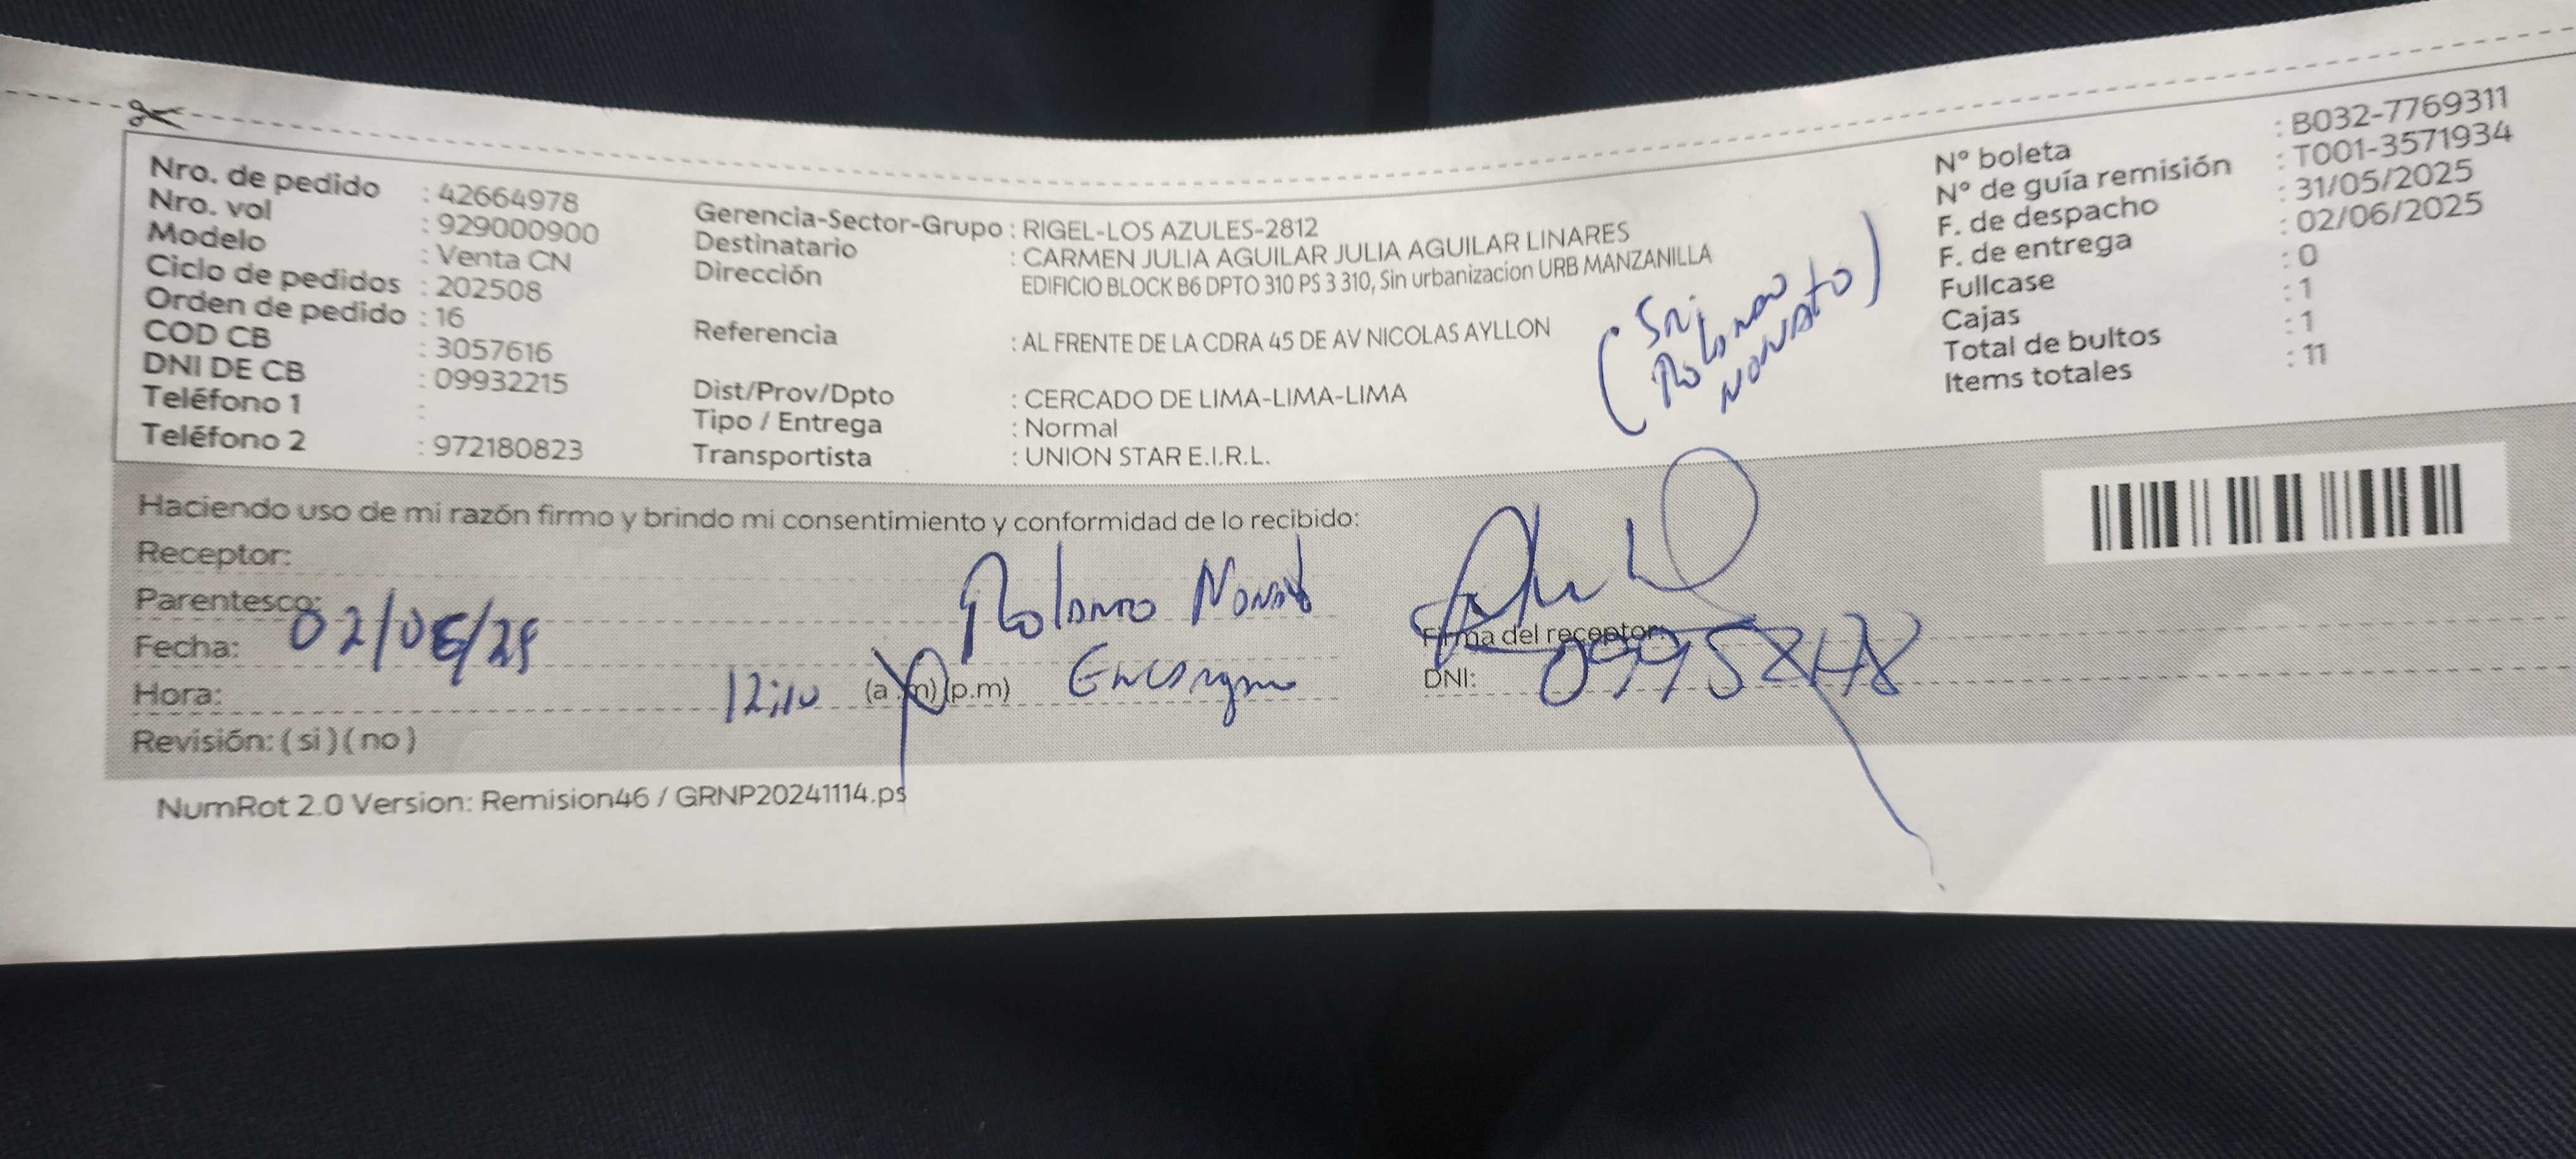 Nro. de pedido : 42664978
Nro. vol : 929000900
Modelo : Venta CN
Ciclo de pedidos : 202508
Orden de pedido : 16
COD CB : 3057616
DNI DE CB : 09932215
Teléfono 1 :
Teléfono 2 : 972180823
Gerencia-Sector-Grupo : RIGEL-LOS AZULES-2812
Destinatario : CARMEN JULIA AGUILAR JULIA AGUILAR LINARES
Dirección EDIFICIO BLOCK B6 DPTO 310 PS 3 310, Sin urbanizacion URB MANZANILLA
Referencia : AL FRENTE DE LA CDRA 45 DE AV NICOLAS AYLLON
Dist/Prov/Dpto : CERCADO DE LIMA-LIMA-LIMA
Tipo / Entrega : Normal
Transportista : UNION STAR E.I.R.L.
(Sr.
Rolando
Nonato)
N° boleta : B032-7769311
N° de guía remisión : T001-3571934
F. de despacho : 31/05/2025
F. de entrega : 02/06/2025
Fullcase : 0
Cajas : 1
Total de bultos : 1
Items totales : 11
Haciendo uso de mi razón firmo y brindo mi consentimiento y conformidad de lo recibido:
Receptor:
Parentesco:
Rolando
Fecha: 02/06/25
Hora: 12:10 (a.m) (p.m)
Revisión: ( si ) ( no )
Firma del receptor:
DNI:
NumRot 2.0 Version: Remision46 / GRNP20241114.ps